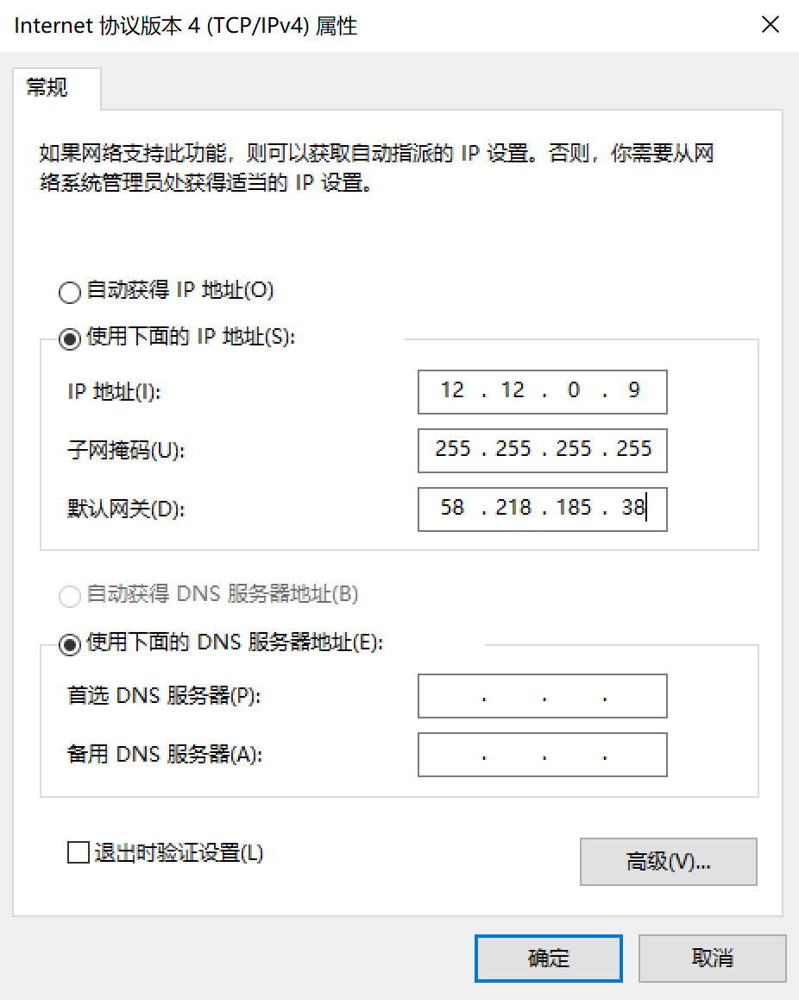 Internet 协议版本 4 (TCP/IPv4) 属性
常规
如果网络支持此功能，则可以获取自动指派的 IP 设置。否则，你需要从网
络系统管理员处获得适当的 IP 设置。
自动获得 IP 地址(O)
使用下面的 IP 地址(S):
IP 地址(I): 12 . 12 . 0 . 9
子网掩码(U): 255 . 255 . 255 . 255
默认网关(D): 58 . 218 . 185 . 38
自动获得 DNS 服务器地址(B)
使用下面的 DNS 服务器地址(E):
首选 DNS 服务器(P): . . .
备用 DNS 服务器(A): . . .
退出时验证设置(L)
高级(V)...
确定 取消